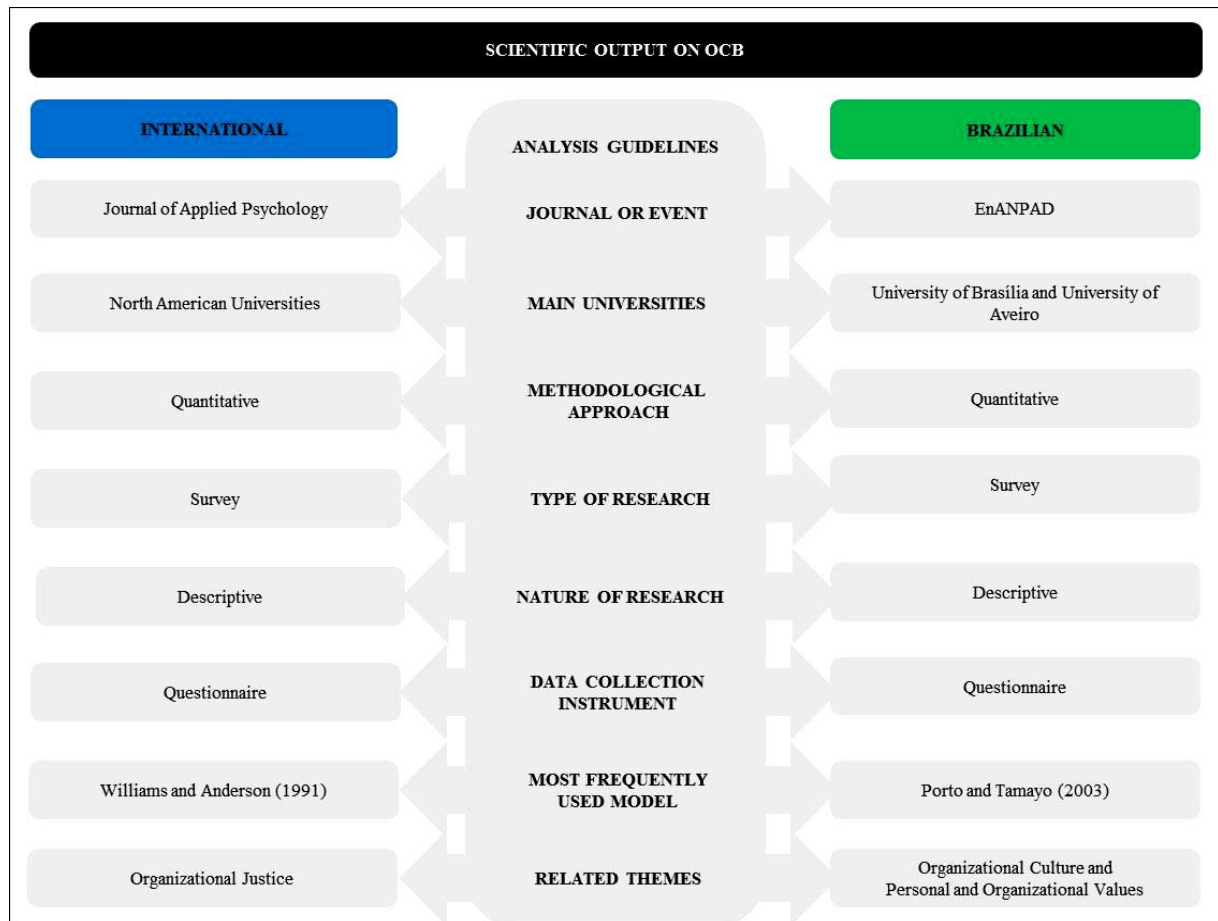 SCIENTIFIC OUTPUT ON OCB
INTERNATIONAL
ANALYSIS GUIDELINES
BRAZILIAN
Journal of Applied Psychology
JOURNAL OR EVENT
EnANPAD
North American Universities
MAIN UNIVERSITIES
University of Brasília and University of
Aveiro
Quantitative
METHODOLOGICAL
APPROACH
Quantitative
Survey
TYPE OF RESEARCH
Survey
Descriptive
NATURE OF RESEARCH
Descriptive
Questionnaire
DATA COLLECTION
INSTRUMENT
Questionnaire
Williams and Anderson (1991)
MOST FREQUENTLY
USED MODEL
Porto and Tamayo (2003)
Organizational Justice
RELATED THEMES
Organizational Culture and
Personal and Organizational Values